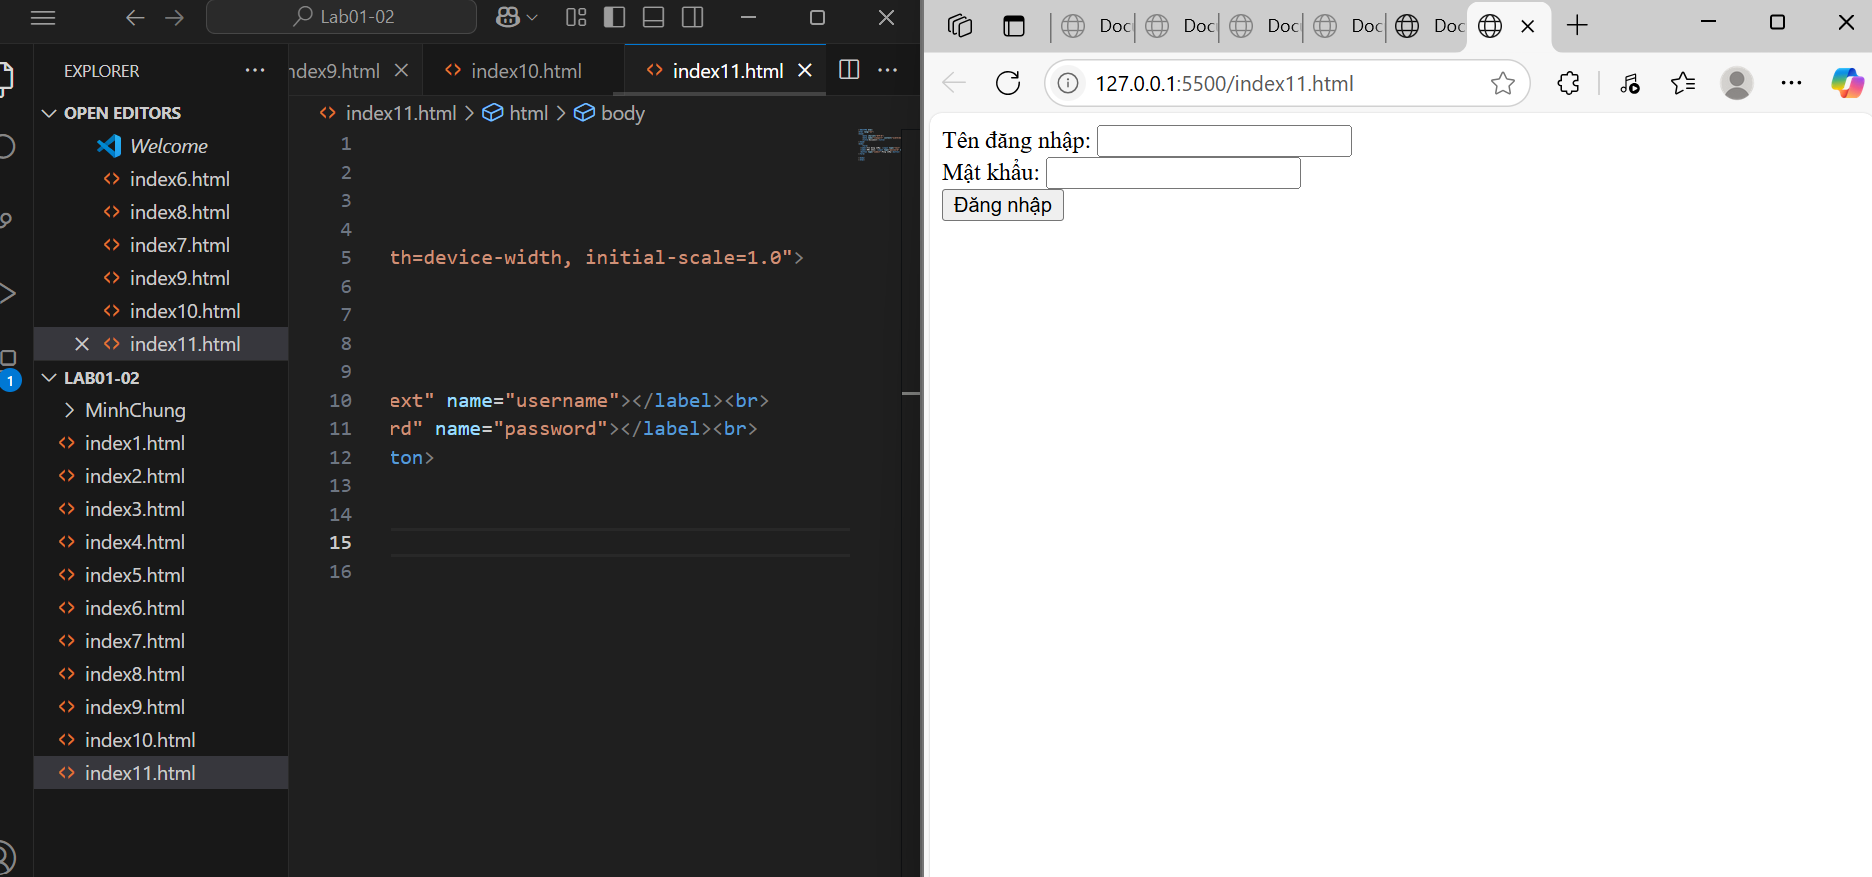 Lab01-02
EXPLORER
OPEN EDITORS
Welcome
index6.html
index8.html
index7.html
index9.html
index10.html
index11.html
LAB01-02
MinhChung
index1.html
index2.html
index3.html
index4.html
index5.html
index6.html
index7.html
index8.html
index9.html
index10.html
index11.html
1
ndex9.html
index10.html
index11.html
index11.html > html > body
1
2
3
4
5 th=device-width, initial-scale=1.0">
6
7
8
9
10 ext" name="username"></label><br>
11 rd" name="password"></label><br>
12 ton>
13
14
15
16
Doc
Doc
Doc
Doc
Doc
127.0.0.1:5500/index11.html
Tên đăng nhập:
Mật khẩu:
Đăng nhập